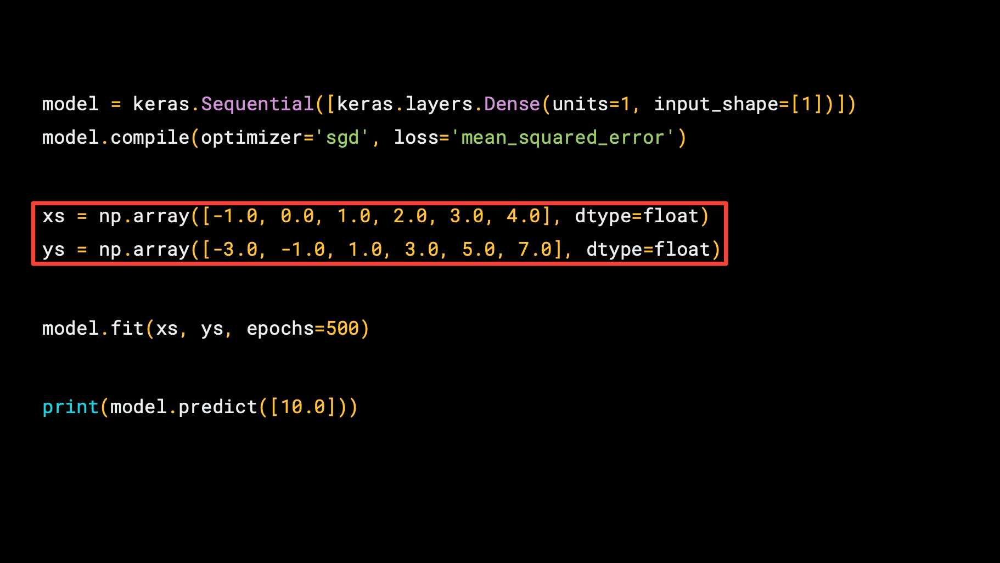 model = keras.Sequential([keras.layers.Dense(units=1, input_shape=[1])])
model.compile(optimizer='sgd', loss='mean_squared_error')
xs = np.array([-1.0, 0.0, 1.0, 2.0, 3.0, 4.0], dtype=float)
ys = np.array([-3.0, -1.0, 1.0, 3.0, 5.0, 7.0], dtype=float)
model.fit(xs, ys, epochs=500)
print(model.predict([10.0]))